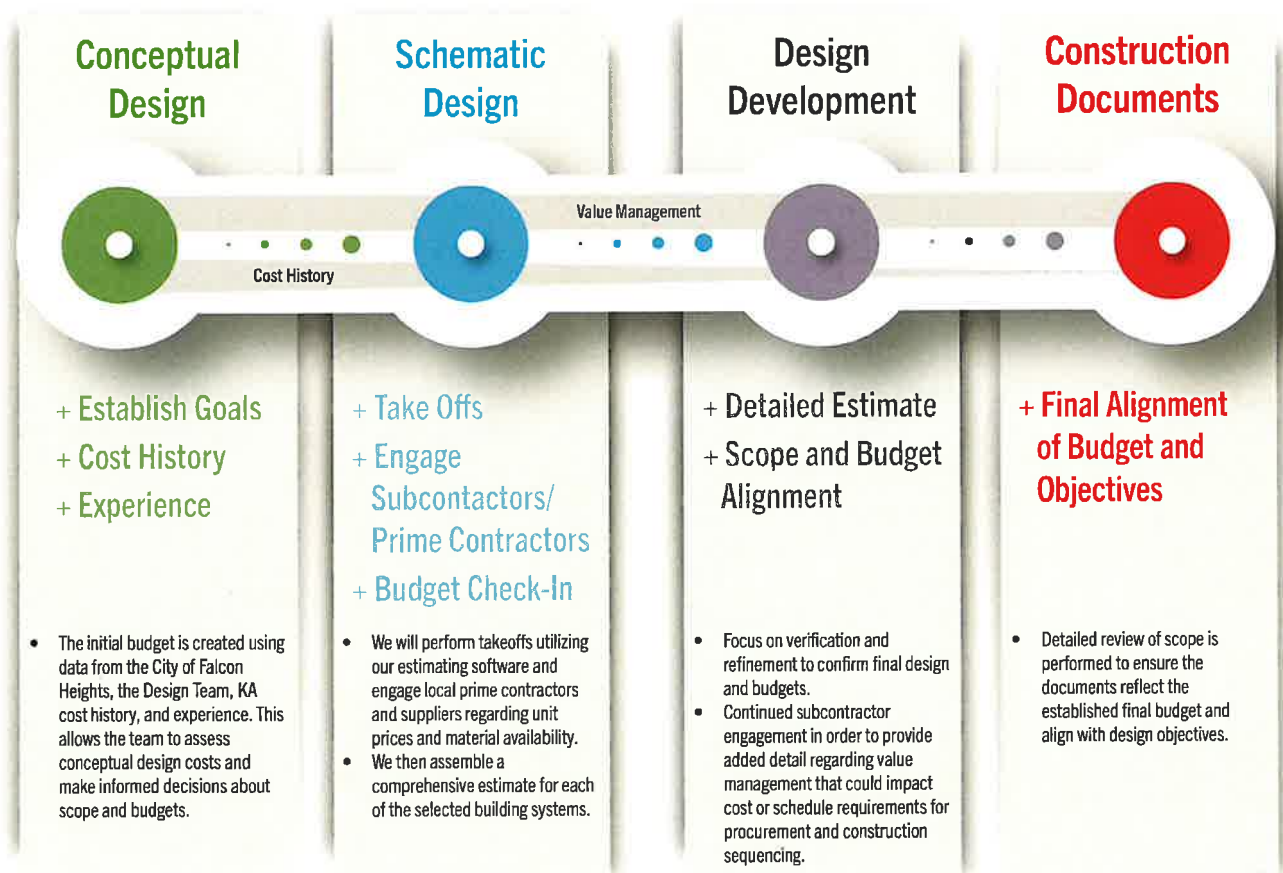 Conceptual
Design
Schematic
Design
Design
Development
Construction
Documents
Cost History
Value Management
+ Establish Goals
+ Cost History
+ Experience
+ Take Offs
+ Engage
Subcontactors/
Prime Contractors
+ Budget Check-In
+ Detailed Estimate
+ Scope and Budget
Alignment
+ Final Alignment
of Budget and
Objectives
• The initial budget is created using
data from the City of Falcon
Heights, the Design Team, KA
cost history, and experience. This
allows the team to assess
conceptual design costs and
make informed decisions about
scope and budgets.
• We will perform takeoffs utilizing
our estimating software and
engage local prime contractors
and suppliers regarding unit
prices and material availability.
• We then assemble a
comprehensive estimate for each
of the selected building systems.
• Focus on verification and
refinement to confirm final design
and budgets.
• Continued subcontractor
engagement in order to provide
added detail regarding value
management that could impact
cost or schedule requirements for
procurement and construction
sequencing.
• Detailed review of scope is
performed to ensure the
documents reflect the
established final budget and
align with design objectives.